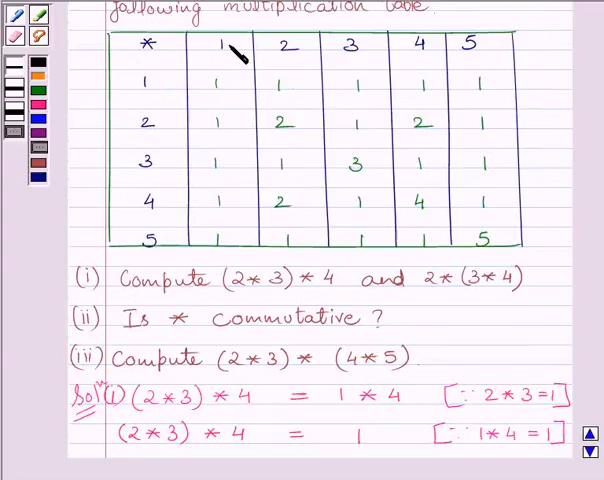 following multiplication table.
* 1 2 3 4 5
1 1 1 1 1 1
2 1 2 1 2 1
3 1 1 3 1 1
4 1 2 1 4 1
5 1 1 1 1 5
(i) Compute (2*3)*4 and 2*(3*4)
(ii) Is * commutative?
(iii) Compute (2*3) * (4*5).
Solⁿ(i) (2*3)*4 = 1 * 4 [∵ 2*3=1]
(2*3)*4 = 1 [∵ 1*4=1]